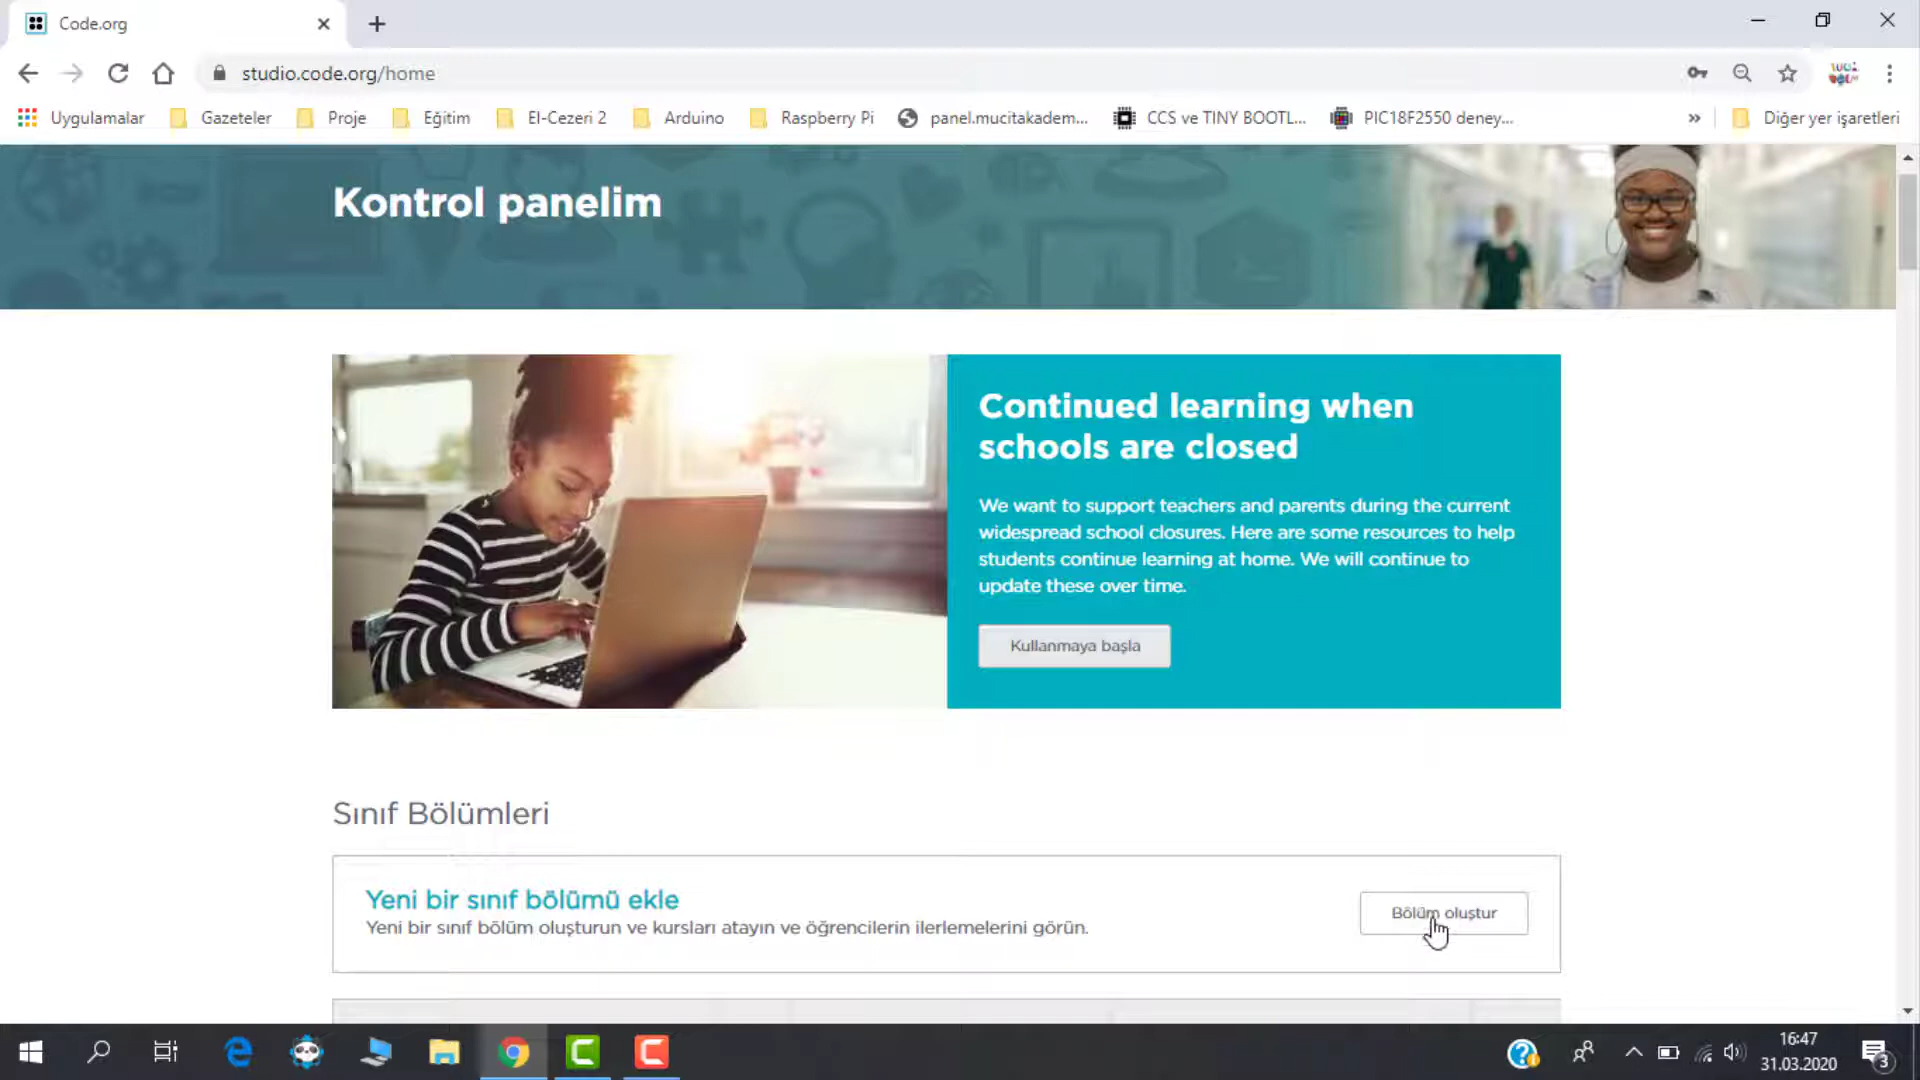 Code.org
studio.code.org/home
Uygulamalar Gazeteler Proje Eğitim El-Cezeri 2 Arduino Raspberry Pi panel.mucitakadem... CCS ve TINY BOOTL... PIC18F2550 deney... » Diğer yer işaretleri
Kontrol panelim
Continued learning when
schools are closed
We want to support teachers and parents during the current
widespread school closures. Here are some resources to help
students continue learning at home. We will continue to
update these over time.
Kullanmaya başla
Sınıf Bölümleri
Yeni bir sınıf bölümü ekle
Yeni bir sınıf bölüm oluşturun ve kursları atayın ve öğrencilerin ilerlemelerini görün.
Bölüm oluştur
16:47
31.03.2020
3